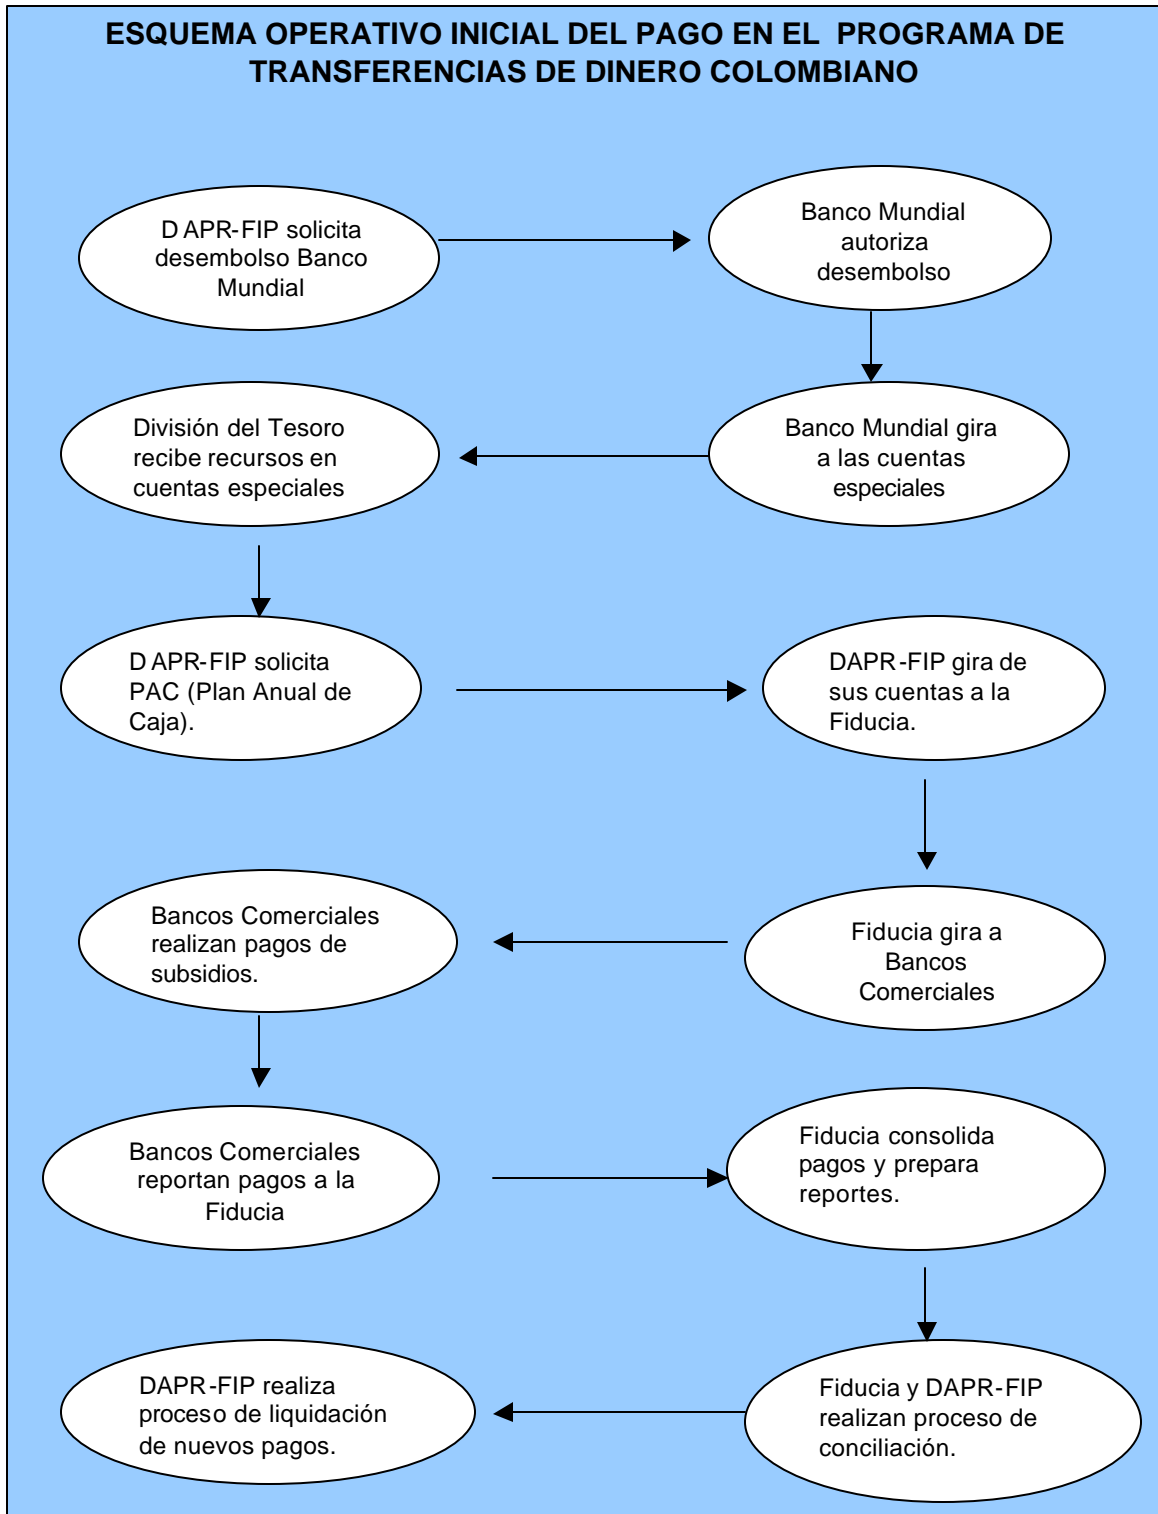 ESQUEMA OPERATIVO INICIAL DEL PAGO EN EL PROGRAMA DE
TRANSFERENCIAS DE DINERO COLOMBIANO
DAPR-FIP solicita
desembolso Banco
Mundial
Banco Mundial
autoriza
desembolso
Banco Mundial gira
a las cuentas
especiales
División del Tesoro
recibe recursos en
cuentas especiales
DAPR-FIP solicita
PAC (Plan Anual de
Caja).
DAPR-FIP gira de
sus cuentas a la
Fiducia.
Fiducia gira a
Bancos
Comerciales
Bancos Comerciales
realizan pagos de
subsidios.
Bancos Comerciales
reportan pagos a la
Fiducia
Fiducia consolida
pagos y prepara
reportes.
Fiducia y DAPR-FIP
realizan proceso de
conciliación.
DAPR-FIP realiza
proceso de liquidación
de nuevos pagos.